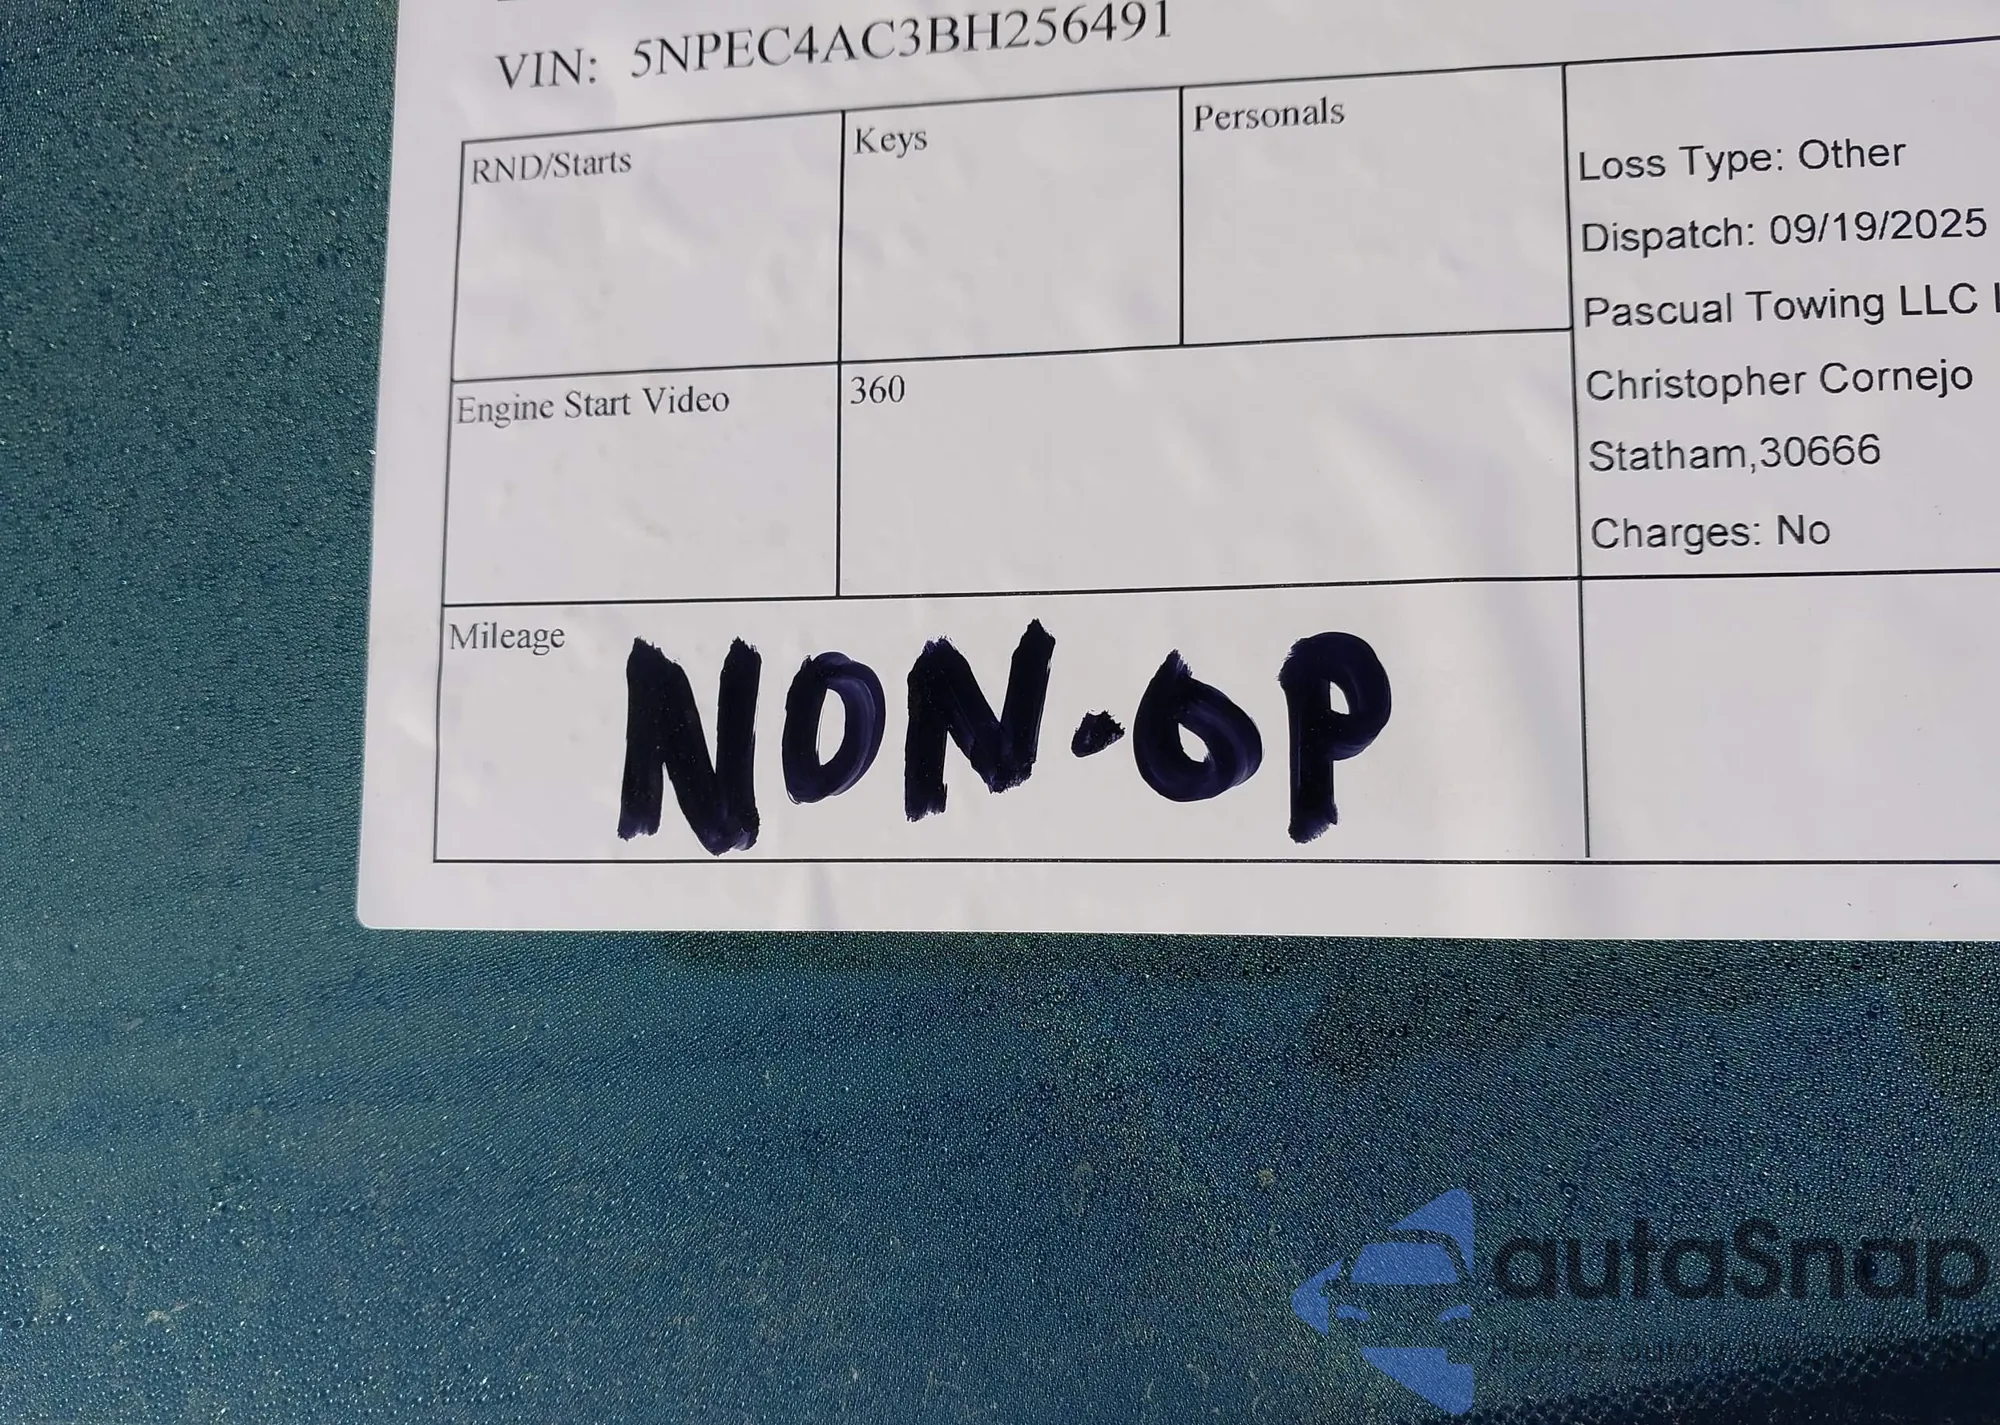 VIN: 5NPEC4AC3BH256491
RND/Starts
Keys
Personals
Engine Start Video
360
Mileage
NON-OP
Loss Type: Other
Dispatch: 09/19/2025
Pascual Towing LLC
Christopher Cornejo
Statham,30666
Charges: No
autaSnap